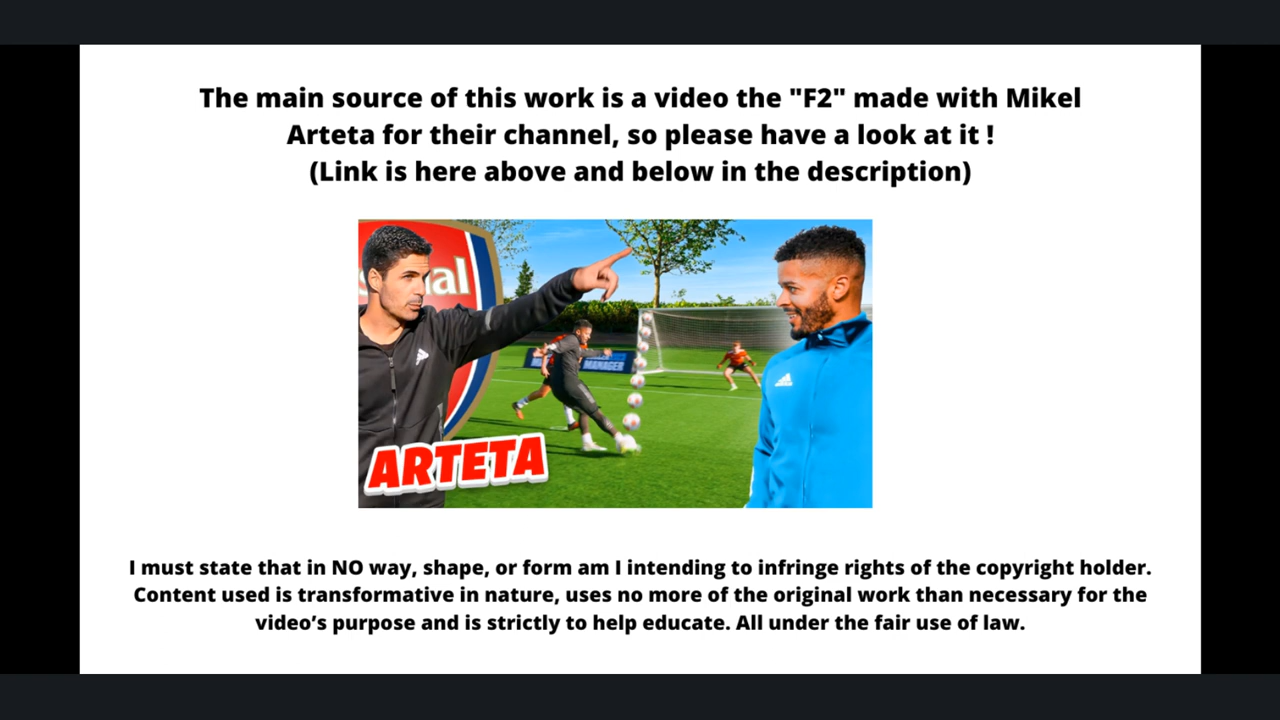 The main source of this work is a video the "F2" made with Mikel
Arteta for their channel, so please have a look at it !
(Link is here above and below in the description)
ARTETA
MANAGER
I must state that in NO way, shape, or form am I intending to infringe rights of the copyright holder.
Content used is transformative in nature, uses no more of the original work than necessary for the
video’s purpose and is strictly to help educate. All under the fair use of law.